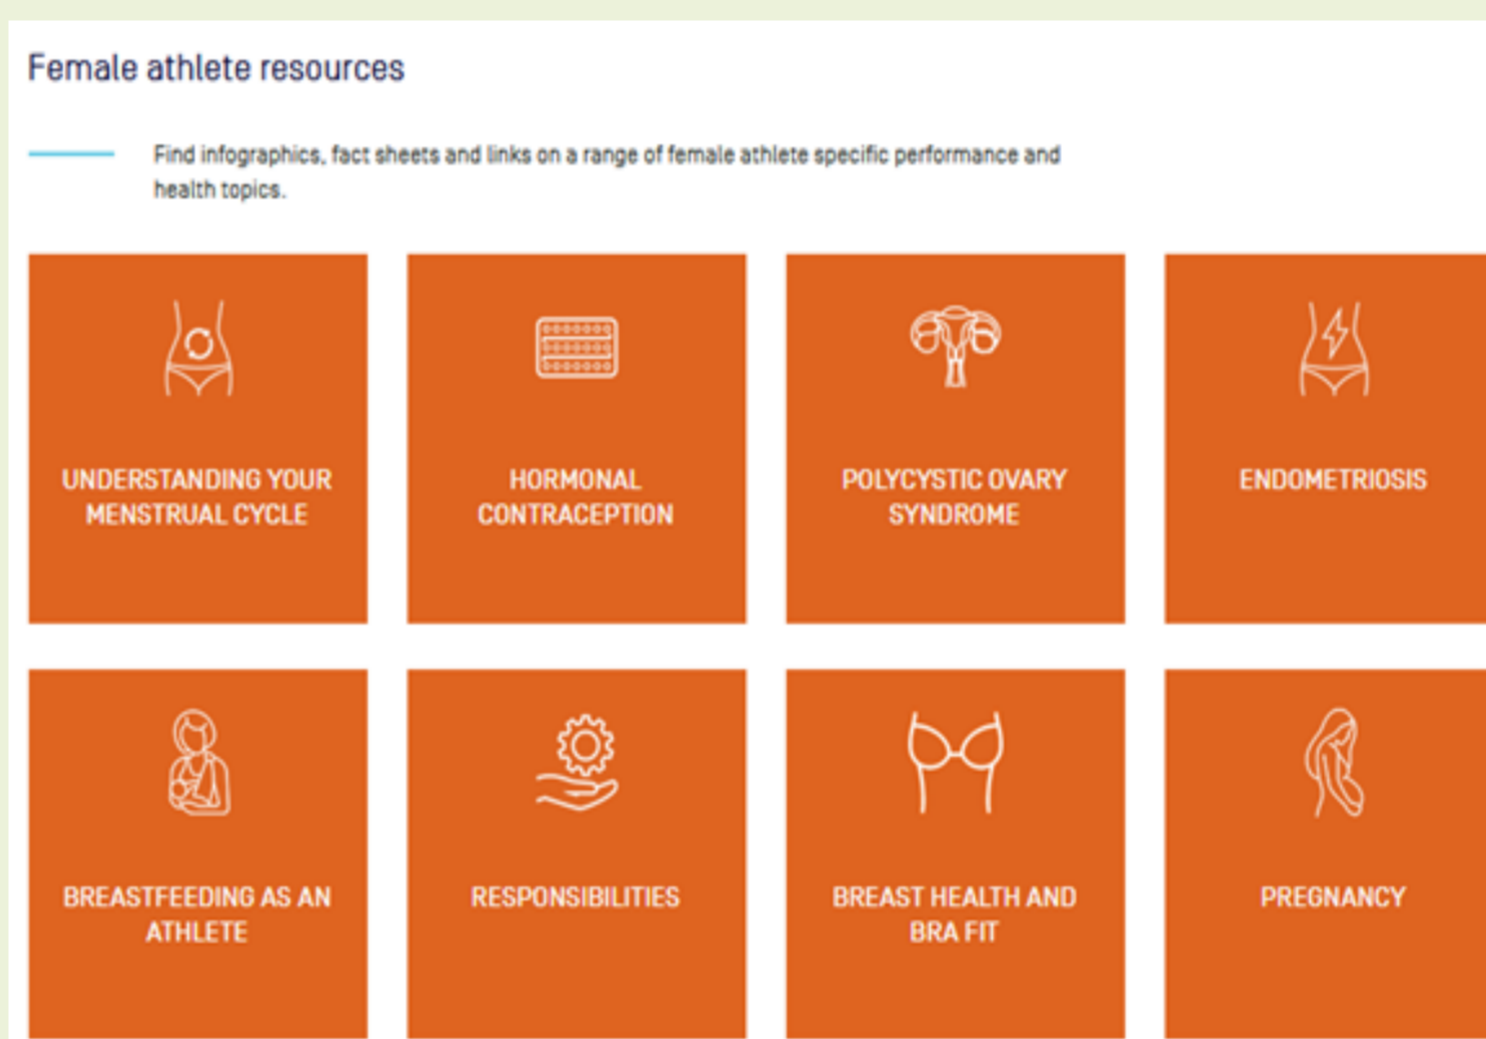 Female athlete resources
Find infographics, fact sheets and links on a range of female athlete specific performance and
health topics.
UNDERSTANDING YOUR
MENSTRUAL CYCLE
HORMONAL
CONTRACEPTION
POLYCYSTIC OVARY
SYNDROME
ENDOMETRIOSIS
BREASTFEEDING AS AN
ATHLETE
RESPONSIBILITIES
BREAST HEALTH AND
BRA FIT
PREGNANCY